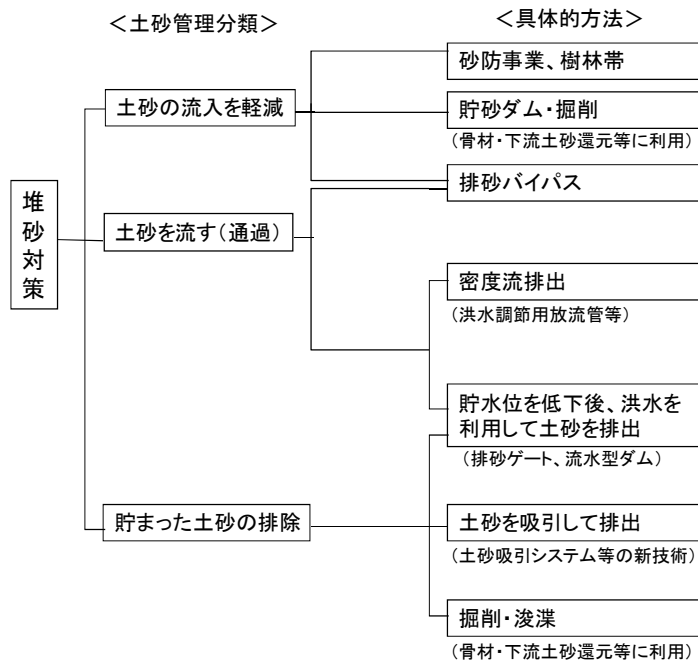 ＜土砂管理分類＞
＜具体的方法＞
砂防事業、樹林帯
土砂の流入を軽減
貯砂ダム・掘削
（骨材・下流土砂還元等に利用）
排砂バイパス
堆砂対策
土砂を流す（通過）
密度流排出
（洪水調節用放流管等）
貯水位を低下後、洪水を
利用して土砂を排出
（排砂ゲート、流水型ダム）
貯まった土砂の排除
土砂を吸引して排出
（土砂吸引システム等の新技術）
掘削・浚渫
（骨材・下流土砂還元等に利用）